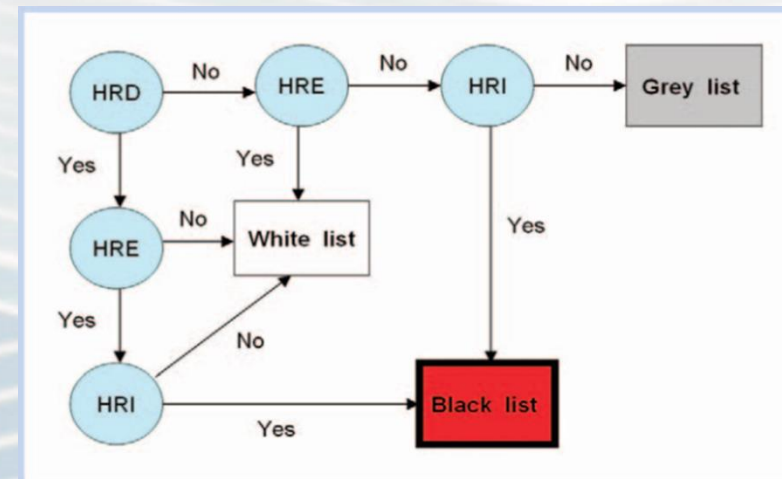 HRD
No
HRE
No
HRI
No
Grey list
Yes
Yes
Yes
HRE
No
White list
Yes
No
HRI
Yes
Black list